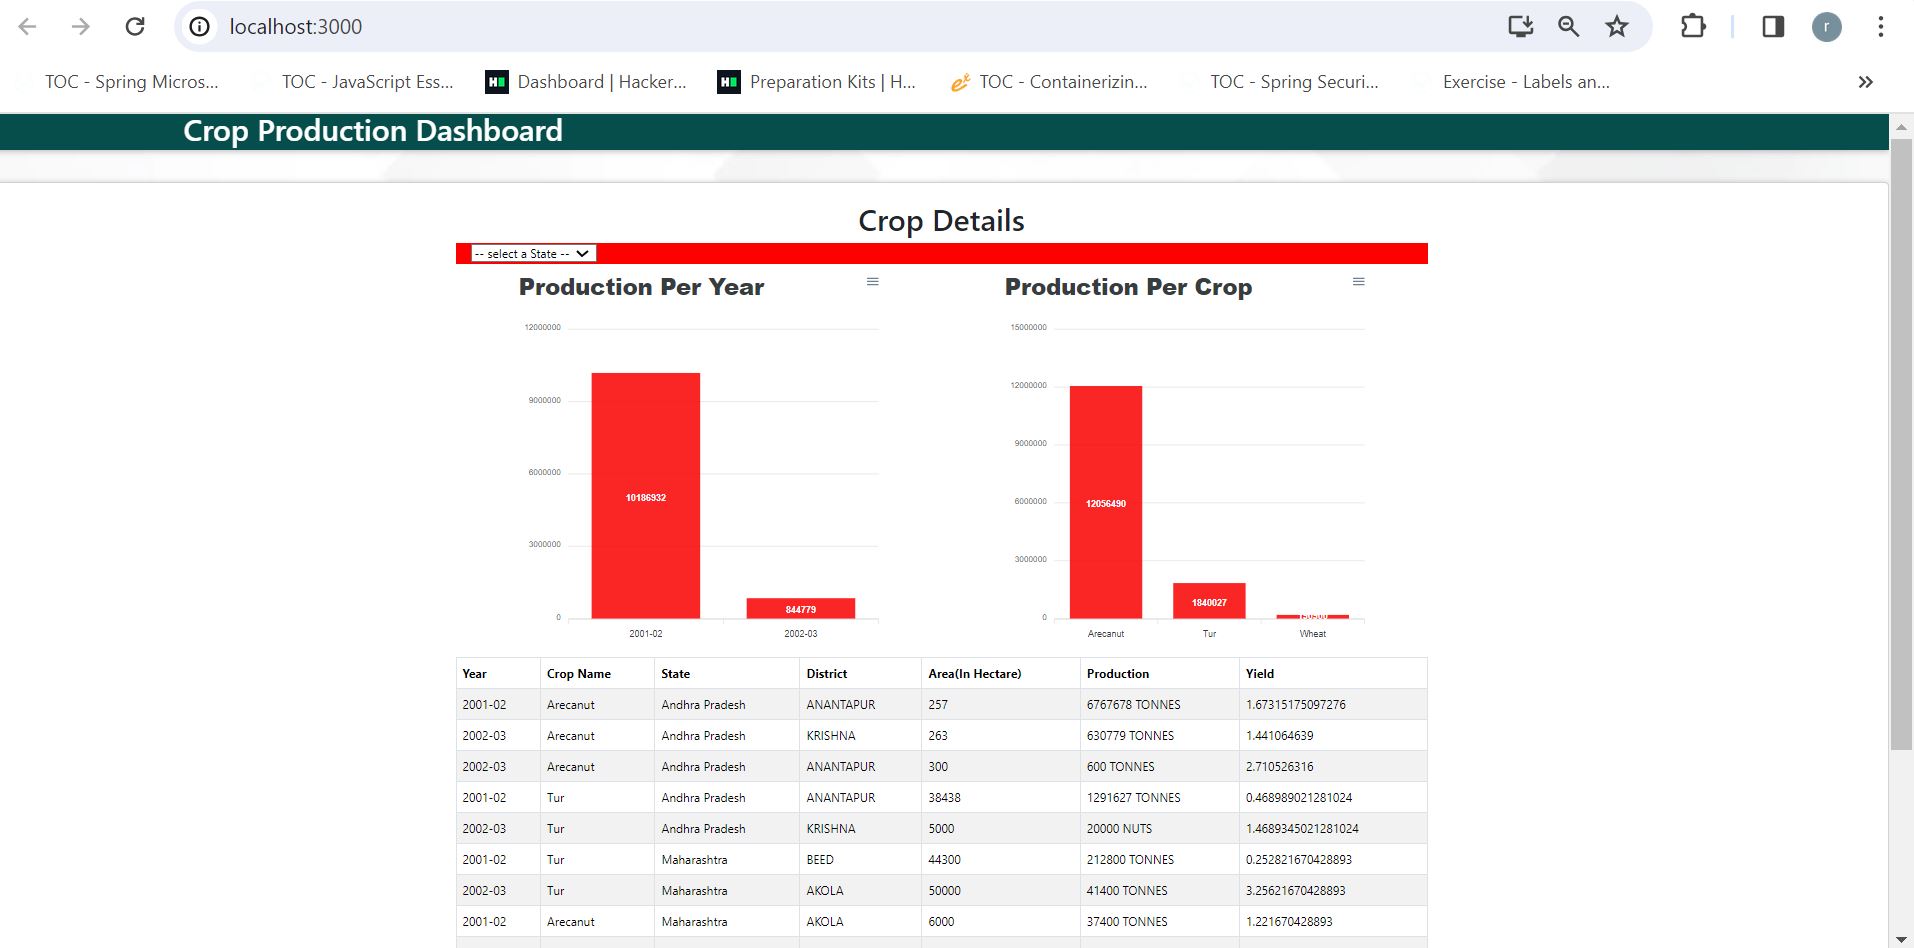 localhost:3000
r
TOC - Spring Micros...
TOC - JavaScript Ess...
Dashboard | Hacker...
Preparation Kits | H...
TOC - Containerizin...
TOC - Spring Securi...
Exercise - Labels an...
Crop Production Dashboard
Crop Details
-- select a State --
Production Per Year
12000000
9000000
6000000
3000000
0
10186932
844779
2001-02 2002-03
Production Per Crop
15000000
12000000
9000000
6000000
3000000
0
12056490
1840027
Arecanut Tur Wheat
Year Crop Name State District Area(In Hectare) Production Yield
2001-02 Arecanut Andhra Pradesh ANANTAPUR 257 6767678 TONNES 1.67315175097276
2002-03 Arecanut Andhra Pradesh KRISHNA 263 630779 TONNES 1.441064639
2002-03 Arecanut Andhra Pradesh ANANTAPUR 300 600 TONNES 2.710526316
2001-02 Tur Andhra Pradesh ANANTAPUR 38438 1291627 TONNES 0.468989021281024
2002-03 Tur Andhra Pradesh KRISHNA 5000 20000 NUTS 1.4689345021281024
2001-02 Tur Maharashtra BEED 44300 212800 TONNES 0.252821670428893
2002-03 Tur Maharashtra AKOLA 50000 41400 TONNES 3.25621670428893
2001-02 Arecanut Maharashtra AKOLA 6000 37400 TONNES 1.221670428893